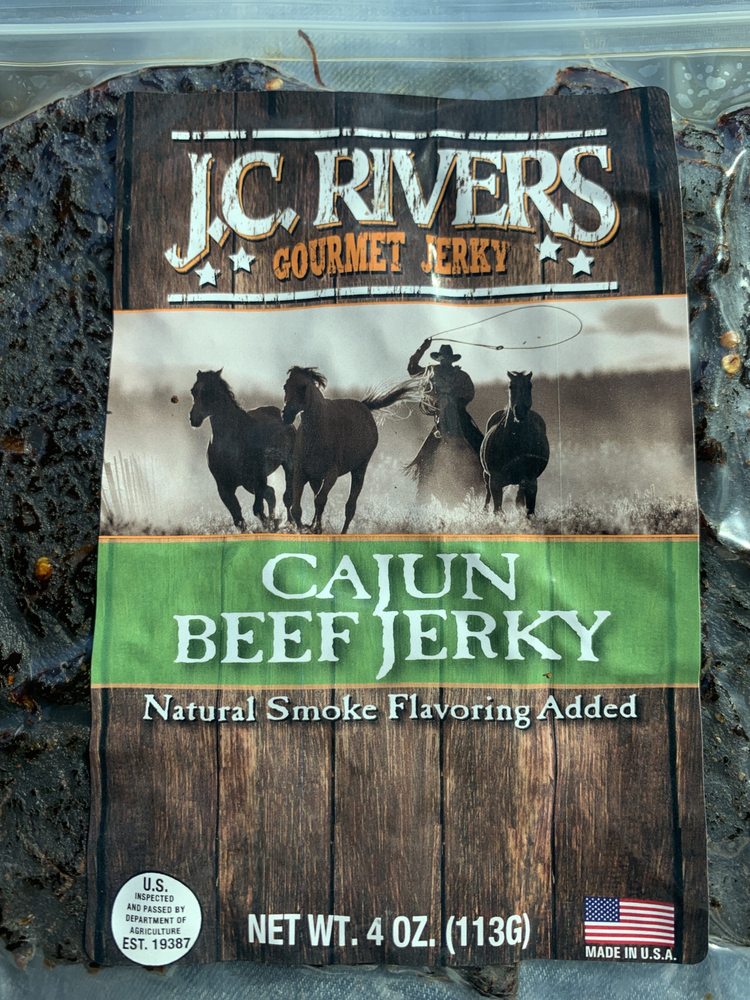 J.C. RIVERS
GOURMET JERKY
CAJUN
BEEF JERKY
Natural Smoke Flavoring Added
U.S.
INSPECTED
AND PASSED BY
DEPARTMENT OF
AGRICULTURE
EST. 19387
NET WT. 4 OZ. (113G)
MADE IN U.S.A.